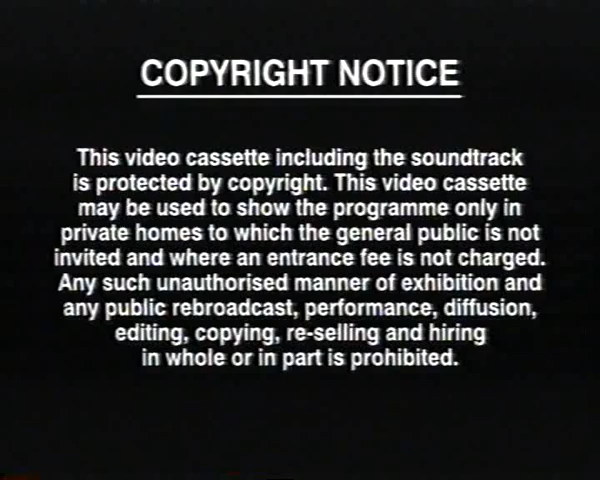 COPYRIGHT NOTICE
This video cassette including the soundtrack
is protected by copyright. This video cassette
may be used to show the programme only in
private homes to which the general public is not
invited and where an entrance fee is not charged.
Any such unauthorised manner of exhibition and
any public rebroadcast, performance, diffusion,
editing, copying, re-selling and hiring
in whole or in part is prohibited.